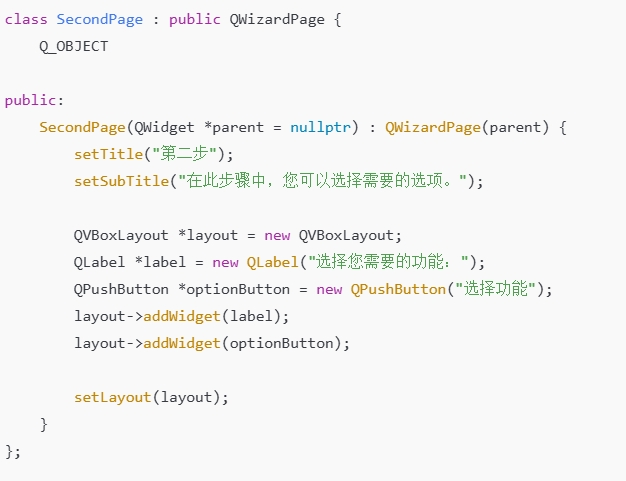 class SecondPage : public QWizardPage {
    Q_OBJECT

public:
    SecondPage(QWidget *parent = nullptr) : QWizardPage(parent) {
        setTitle("第二步");
        setSubTitle("在此步骤中，您可以选择需要的选项。");

        QVBoxLayout *layout = new QVBoxLayout;
        QLabel *label = new QLabel("选择您需要的功能：");
        QPushButton *optionButton = new QPushButton("选择功能");
        layout->addWidget(label);
        layout->addWidget(optionButton);

        setLayout(layout);
    }
};